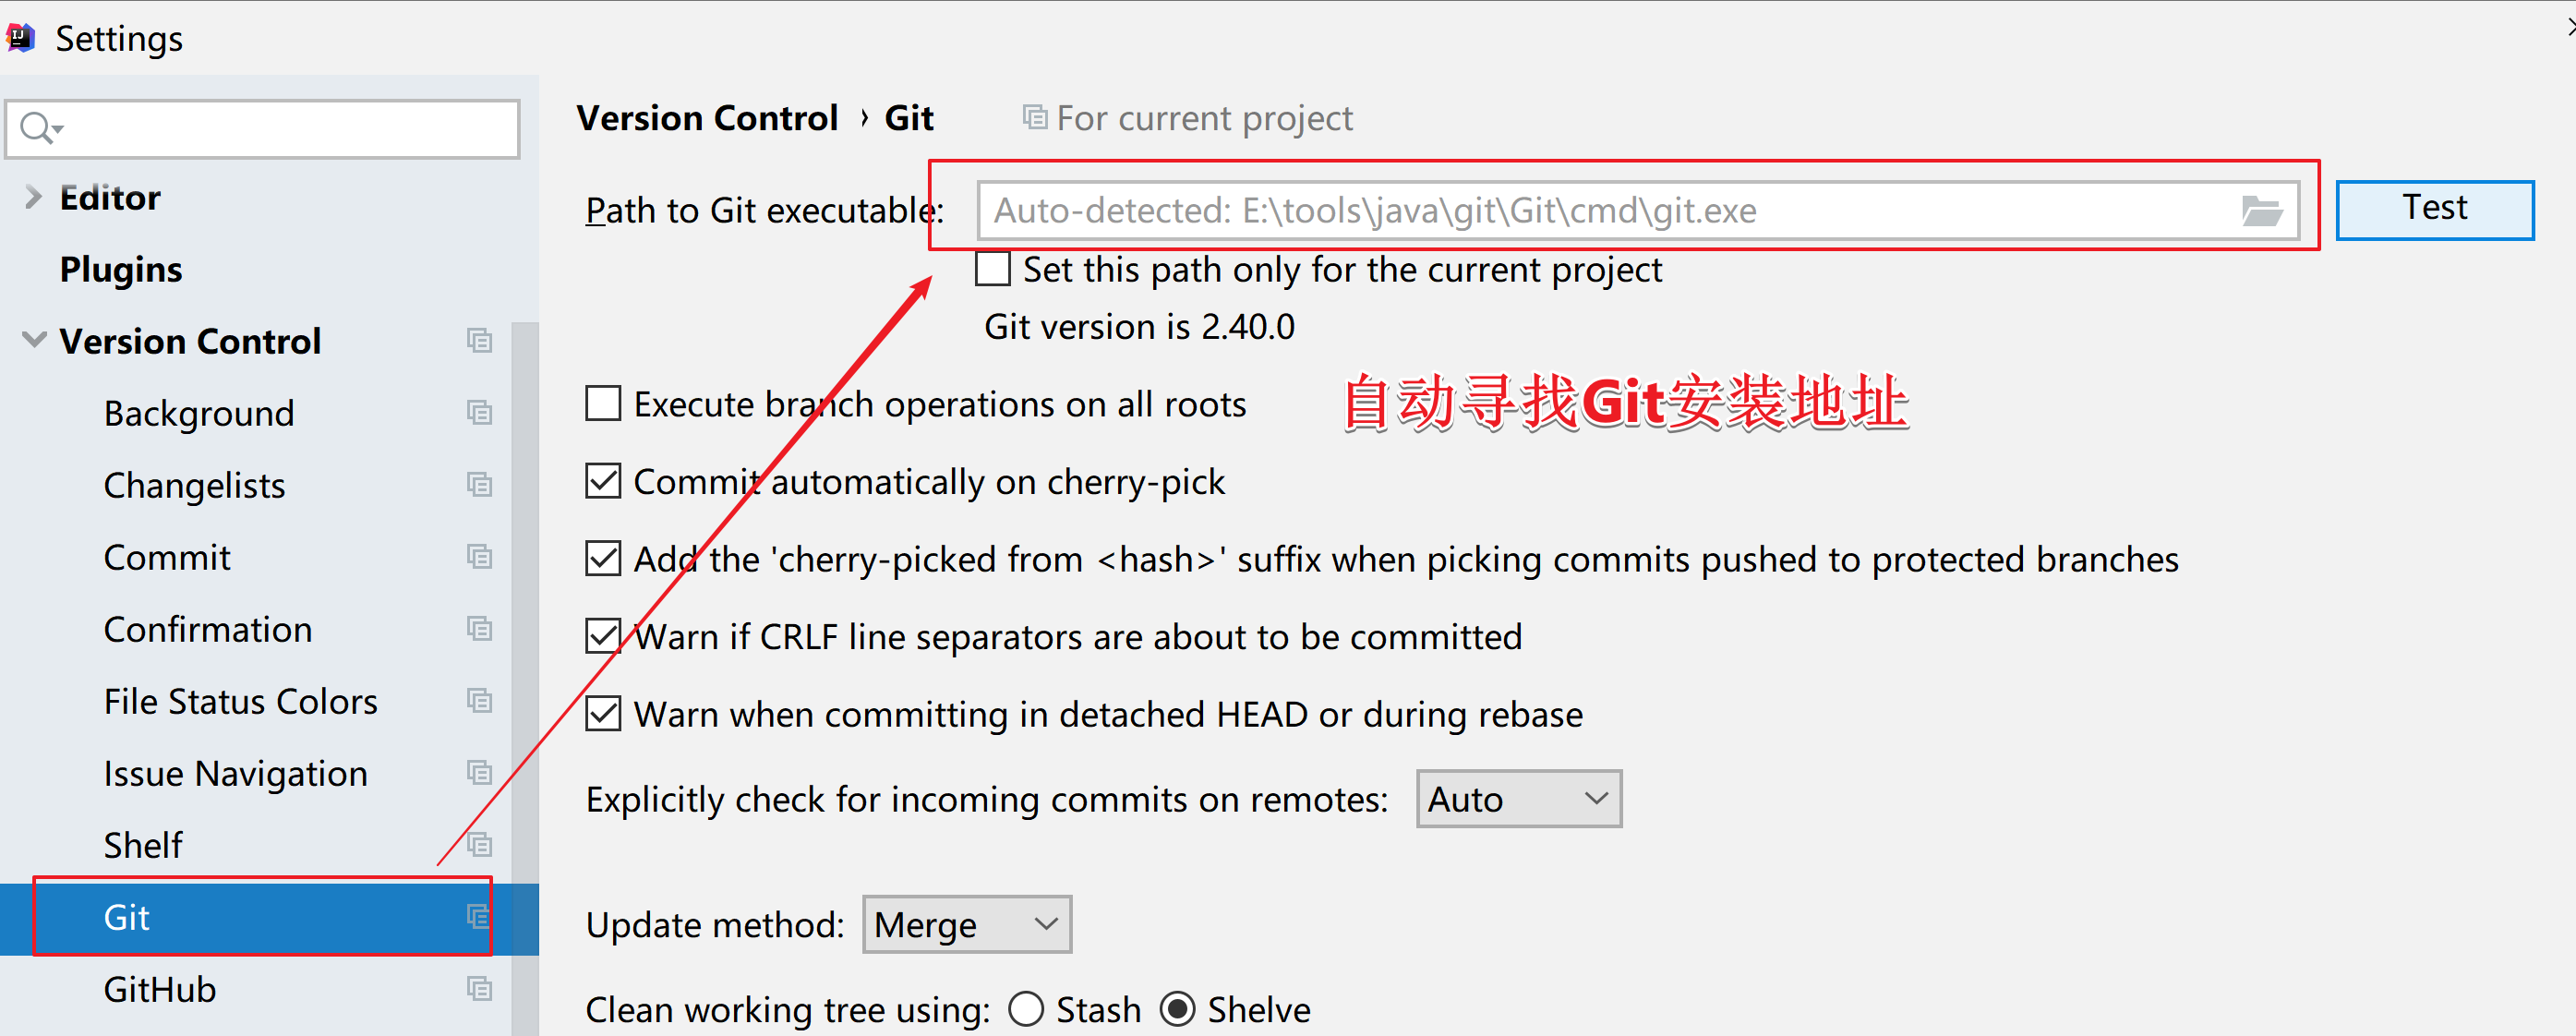 Settings
Editor
Plugins
Version Control
Background
Changelists
Commit
Confirmation
File Status Colors
Issue Navigation
Shelf
Git
GitHub
Version Control › Git For current project
Path to Git executable: Auto-detected: E:\tools\java\git\Git\cmd\git.exe Test
Set this path only for the current project
Git version is 2.40.0
自动寻找Git安装地址
Execute branch operations on all roots
Commit automatically on cherry-pick
Add the 'cherry-picked from <hash>' suffix when picking commits pushed to protected branches
Warn if CRLF line separators are about to be committed
Warn when committing in detached HEAD or during rebase
Explicitly check for incoming commits on remotes: Auto
Update method: Merge
Clean working tree using: Stash Shelve